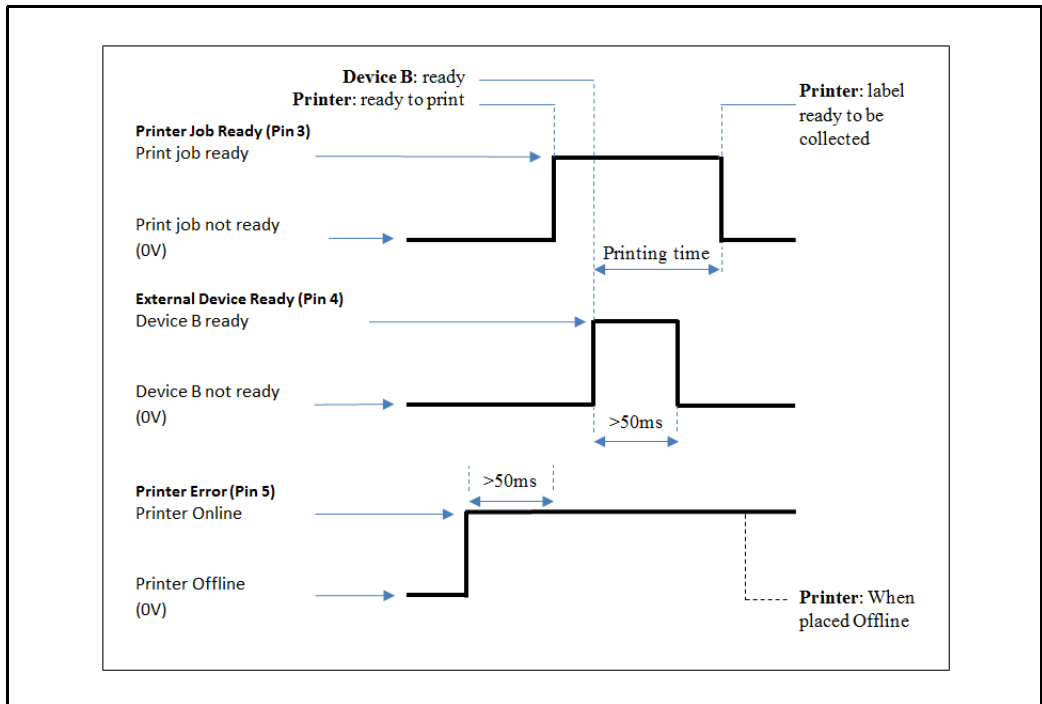 Device B: ready
Printer: ready to print
Printer: label
ready to be
collected
Printer Job Ready (Pin 3)
Print job ready
Print job not ready
(0V)
Printing time
External Device Ready (Pin 4)
Device B ready
Device B not ready
(0V)
>50ms
>50ms
Printer Error (Pin 5)
Printer Online
Printer Offline
(0V)
Printer: When
placed Offline